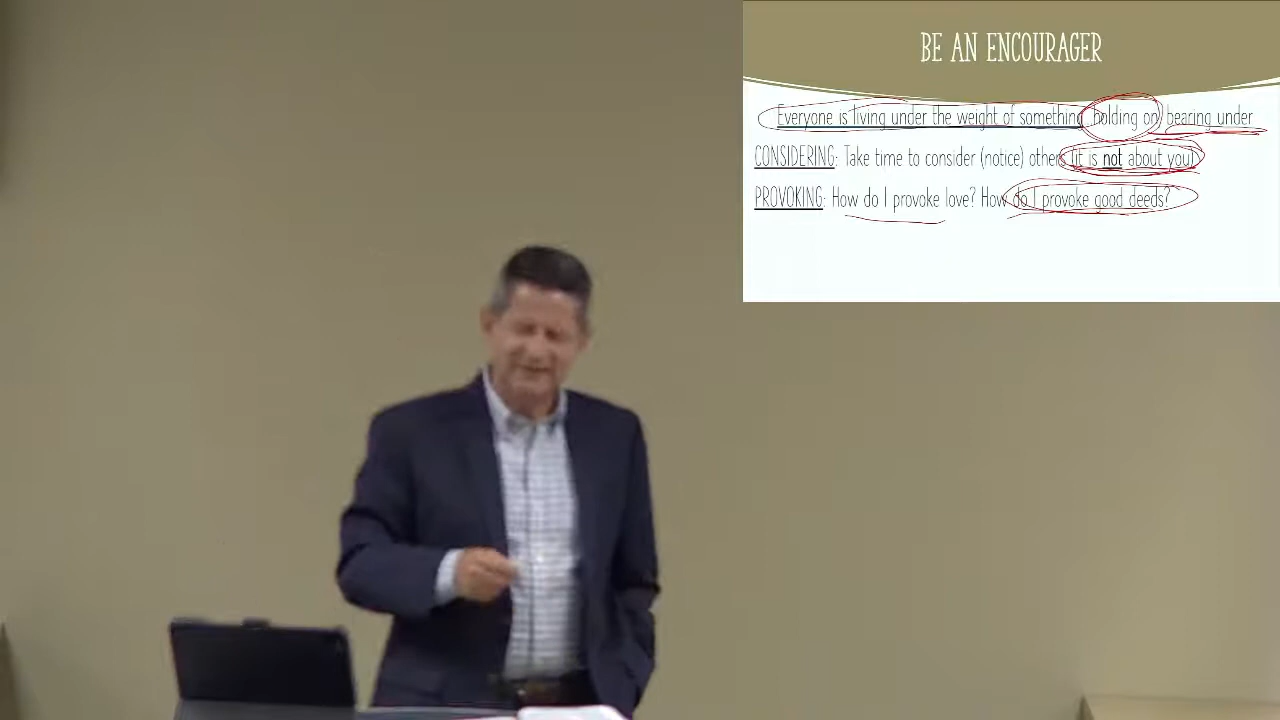 BE AN ENCOURAGER
Everyone is living under the weight of something holding on, bearing under
CONSIDERING: Take time to consider (notice) others (it is not about you)
PROVOKING: How do I provoke love? How do I provoke good deeds?